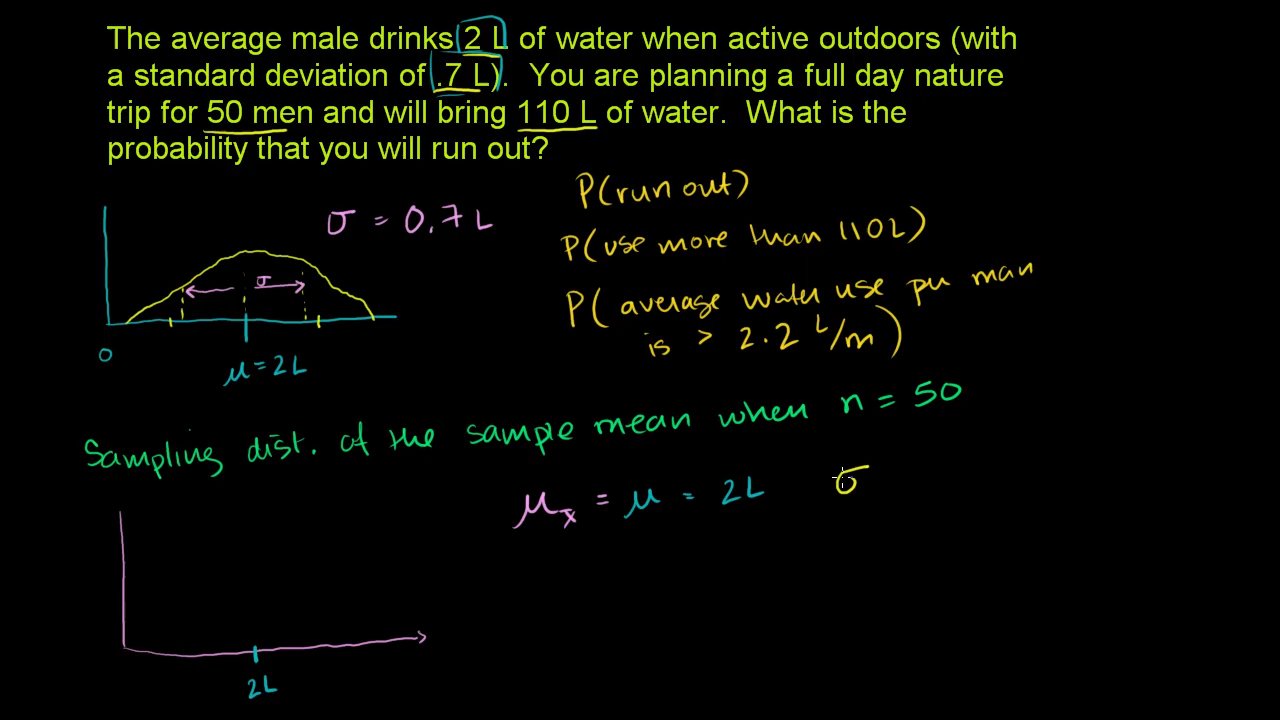 The average male drinks 2 L of water when active outdoors (with
a standard deviation of .7 L).  You are planning a full day nature
trip for 50 men and will bring 110 L of water.  What is the
probability that you will run out?
P(run out)
σ = 0.7 L
P(use more than 110L)
σ
P( average water use per man
is > 2.2 L/m)
0
μ = 2L
Sampling dist. of the sample mean when n = 50
μ_x̄ = μ = 2L σ
2L